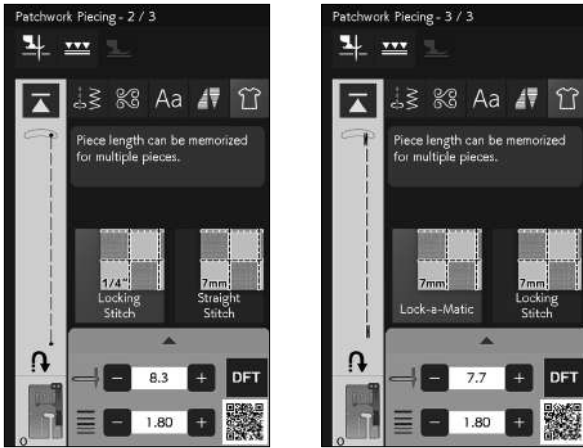 Patchwork Piecing - 2 / 3
Aa
Piece length can be memorized
for multiple pieces.
1/4"
Locking
Stitch
7mm
Straight
Stitch
8.3
DFT
1.80
Patchwork Piecing - 3 / 3
Aa
Piece length can be memorized
for multiple pieces.
7mm
Lock-a-Matic
7mm
Locking
Stitch
7.7
DFT
1.80